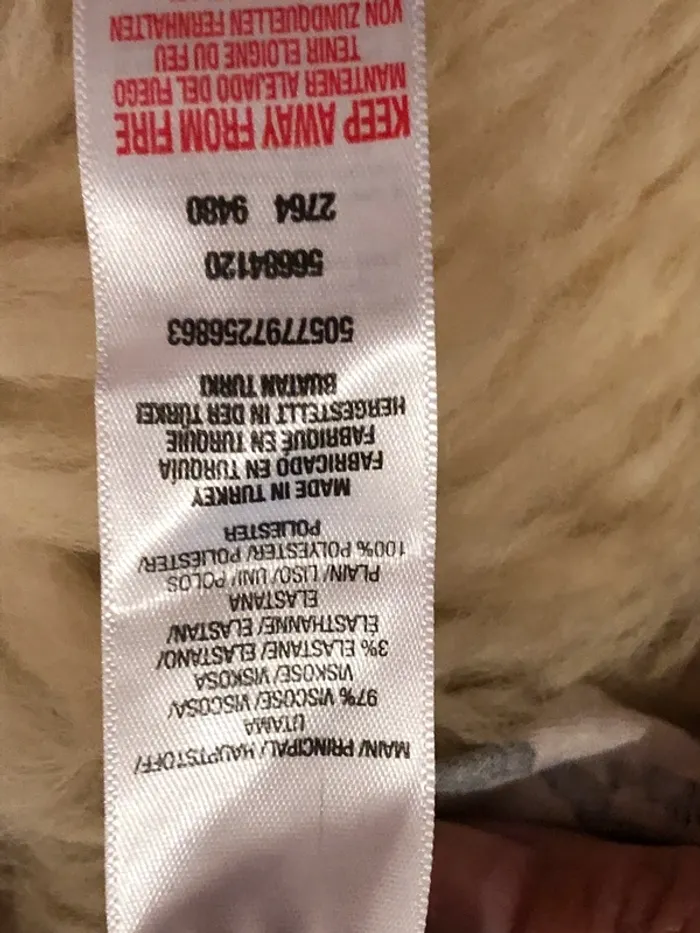 MAIN/ PRINCIPAL/ HAUPTSTOFF/
UTAMA
97% VISCOSE/ VISCOSA/
VISKOSE/ VISKOSA
3% ELASTANE/ ELASTANO/
ÉLASTHANNE/ ELASTAN/
ELASTANA
PLAIN/ LISO/ UNI/ POLOS
100% POLYESTER/ POLIESTER/
POLIESTER
MADE IN TURKEY
FABRICADO EN TURQUÍA
FABRIQUÉ EN TURQUIE
HERGESTELLT IN DER TÜRKEI
BUATAN TURKI
5057797256863
56684120
2764 9480
KEEP AWAY FROM FIRE
MANTENER ALEJADO DEL FUEGO
TENIR ELOIGNE DU FEU
VON ZUNDQUELLEN FERNHALTEN